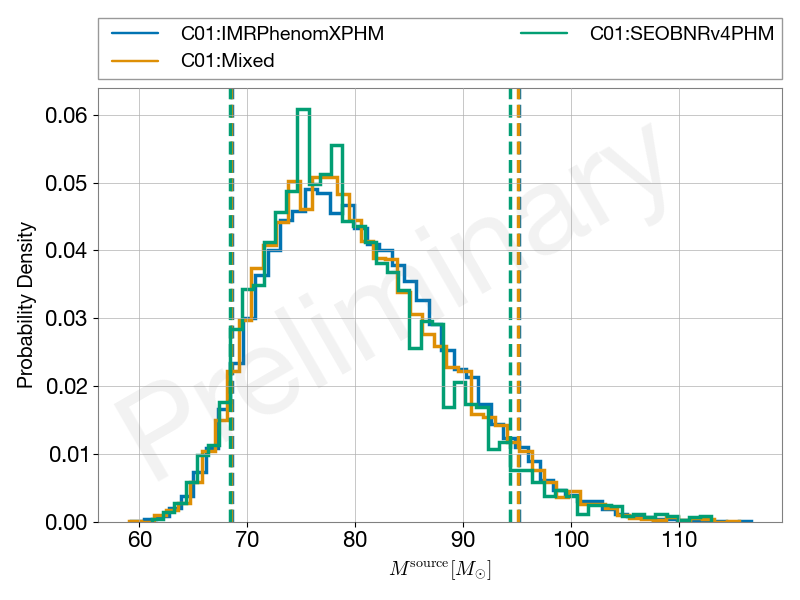 C01:IMRPhenomXPHM
C01:SEOBNRv4PHM
C01:Mixed
Preliminary
Probability Density
0.06
0.05
0.04
0.03
0.02
0.01
0.00
60 70 80 90 100 110
M^source[M_⊙]